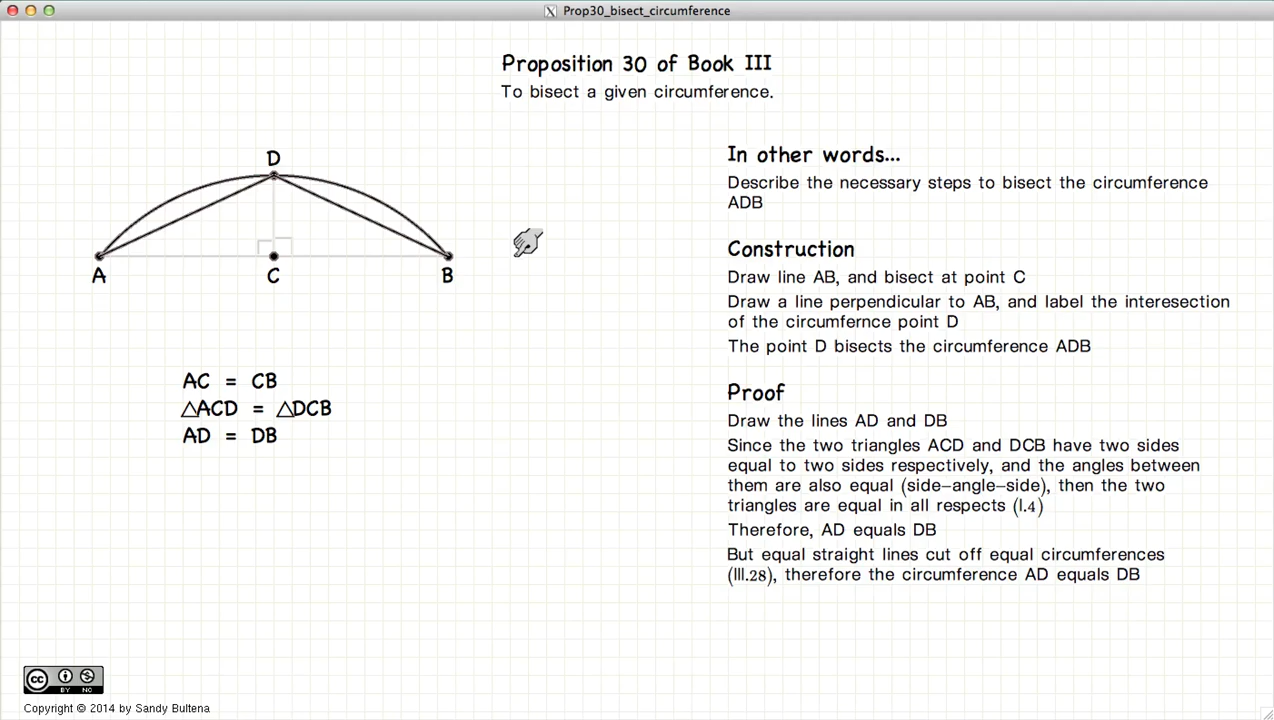 Prop30_bisect_circumference
Proposition 30 of Book III
To bisect a given circumference.
D
A
C
B
AC = CB
△ACD = △DCB
AD = DB
In other words...
Describe the necessary steps to bisect the circumference
ADB
Construction
Draw line AB, and bisect at point C
Draw a line perpendicular to AB, and label the interesection
of the circumfernce point D
The point D bisects the circumference ADB
Proof
Draw the lines AD and DB
Since the two triangles ACD and DCB have two sides
equal to two sides respectively, and the angles between
them are also equal (side-angle-side), then the two
triangles are equal in all respects (I.4)
Therefore, AD equals DB
But equal straight lines cut off equal circumferences
(III.28), therefore the circumference AD equals DB
cc
BY NC
Copyright © 2014 by Sandy Bultena